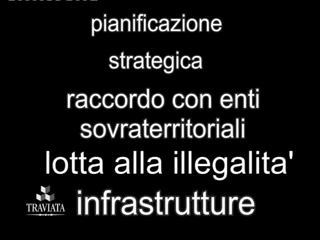 pianificazione
strategica
raccordo con enti
sovraterritoriali
lotta alla illegalita'
infrastrutture
TRAVIATA